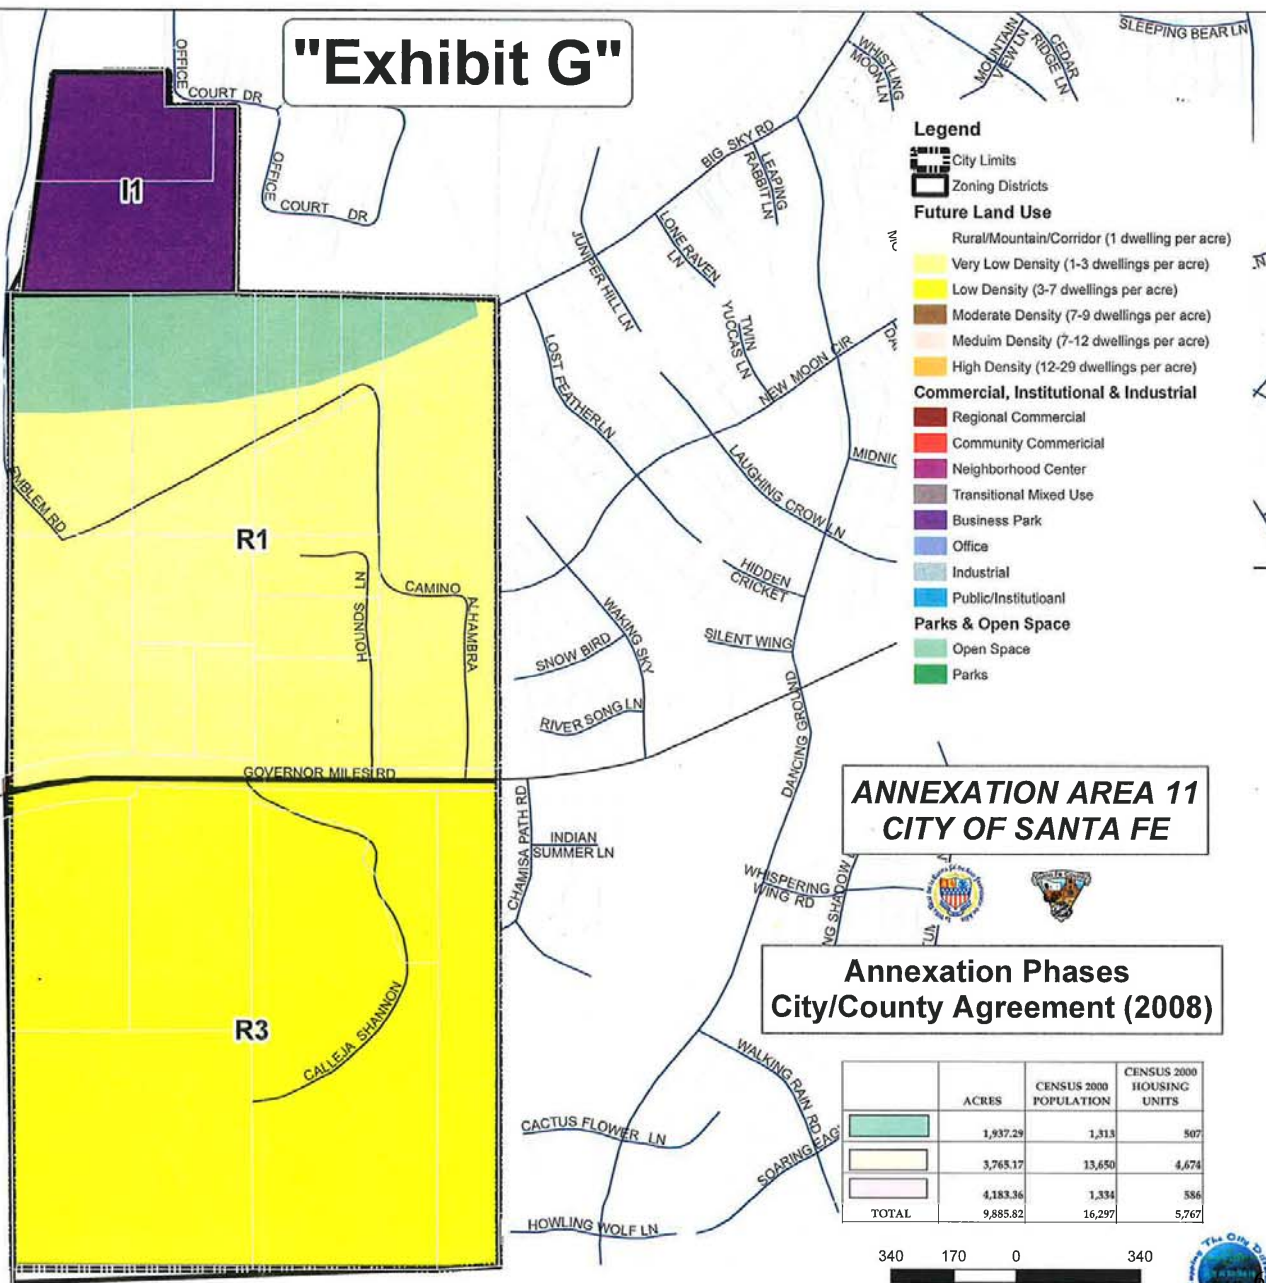 "Exhibit G"
SLEEPING BEAR LN
OFFICE
COURT DR
WHISTLING
MOON LN
MOUNTAIN
VIEW LN
CEDAR
RIDGE LN
OFFICE
COURT DR
I1
BIG SKY RD
LEAPING
RABBIT LN
LONE RAVEN
LN
JUNIPER HILL LN
TWIN
YUCCAS LN
NEW MOON CIR
LOST FEATHER LN
LAUGHING CROW LN
MIDNIC
EMBLEM RD
R1
HOUNDS LN
CAMINO
ALHAMBRA
HIDDEN
CRICKET
WAKING SKY
SNOW BIRD
SILENT WING
RIVER SONG LN
DANCING GROUND
GOVERNOR MILES RD
CHAMISA PATH RD
INDIAN
SUMMER LN
WHISPERING
WING RD
NG SHADOW L
R3
CALLEJA SHANNON
WALKING RAIN RD
SOARING EAG
CACTUS FLOWER LN
HOWLING WOLF LN
Legend
City Limits
Zoning Districts
Future Land Use
Rural/Mountain/Corridor (1 dwelling per acre)
Very Low Density (1-3 dwellings per acre)
Low Density (3-7 dwellings per acre)
Moderate Density (7-9 dwellings per acre)
Meduim Density (7-12 dwellings per acre)
High Density (12-29 dwellings per acre)
Commercial, Institutional & Industrial
Regional Commercial
Community Commericial
Neighborhood Center
Transitional Mixed Use
Business Park
Office
Industrial
Public/Institutioanl
Parks & Open Space
Open Space
Parks
ANNEXATION AREA 11
CITY OF SANTA FE
Annexation Phases
City/County Agreement (2008)
ACRES CENSUS 2000 POPULATION CENSUS 2000 HOUSING UNITS
1,937.29 1,313 507
3,765.17 13,650 4,674
4,183.36 1,334 586
TOTAL 9,885.82 16,297 5,767
340 170 0 340